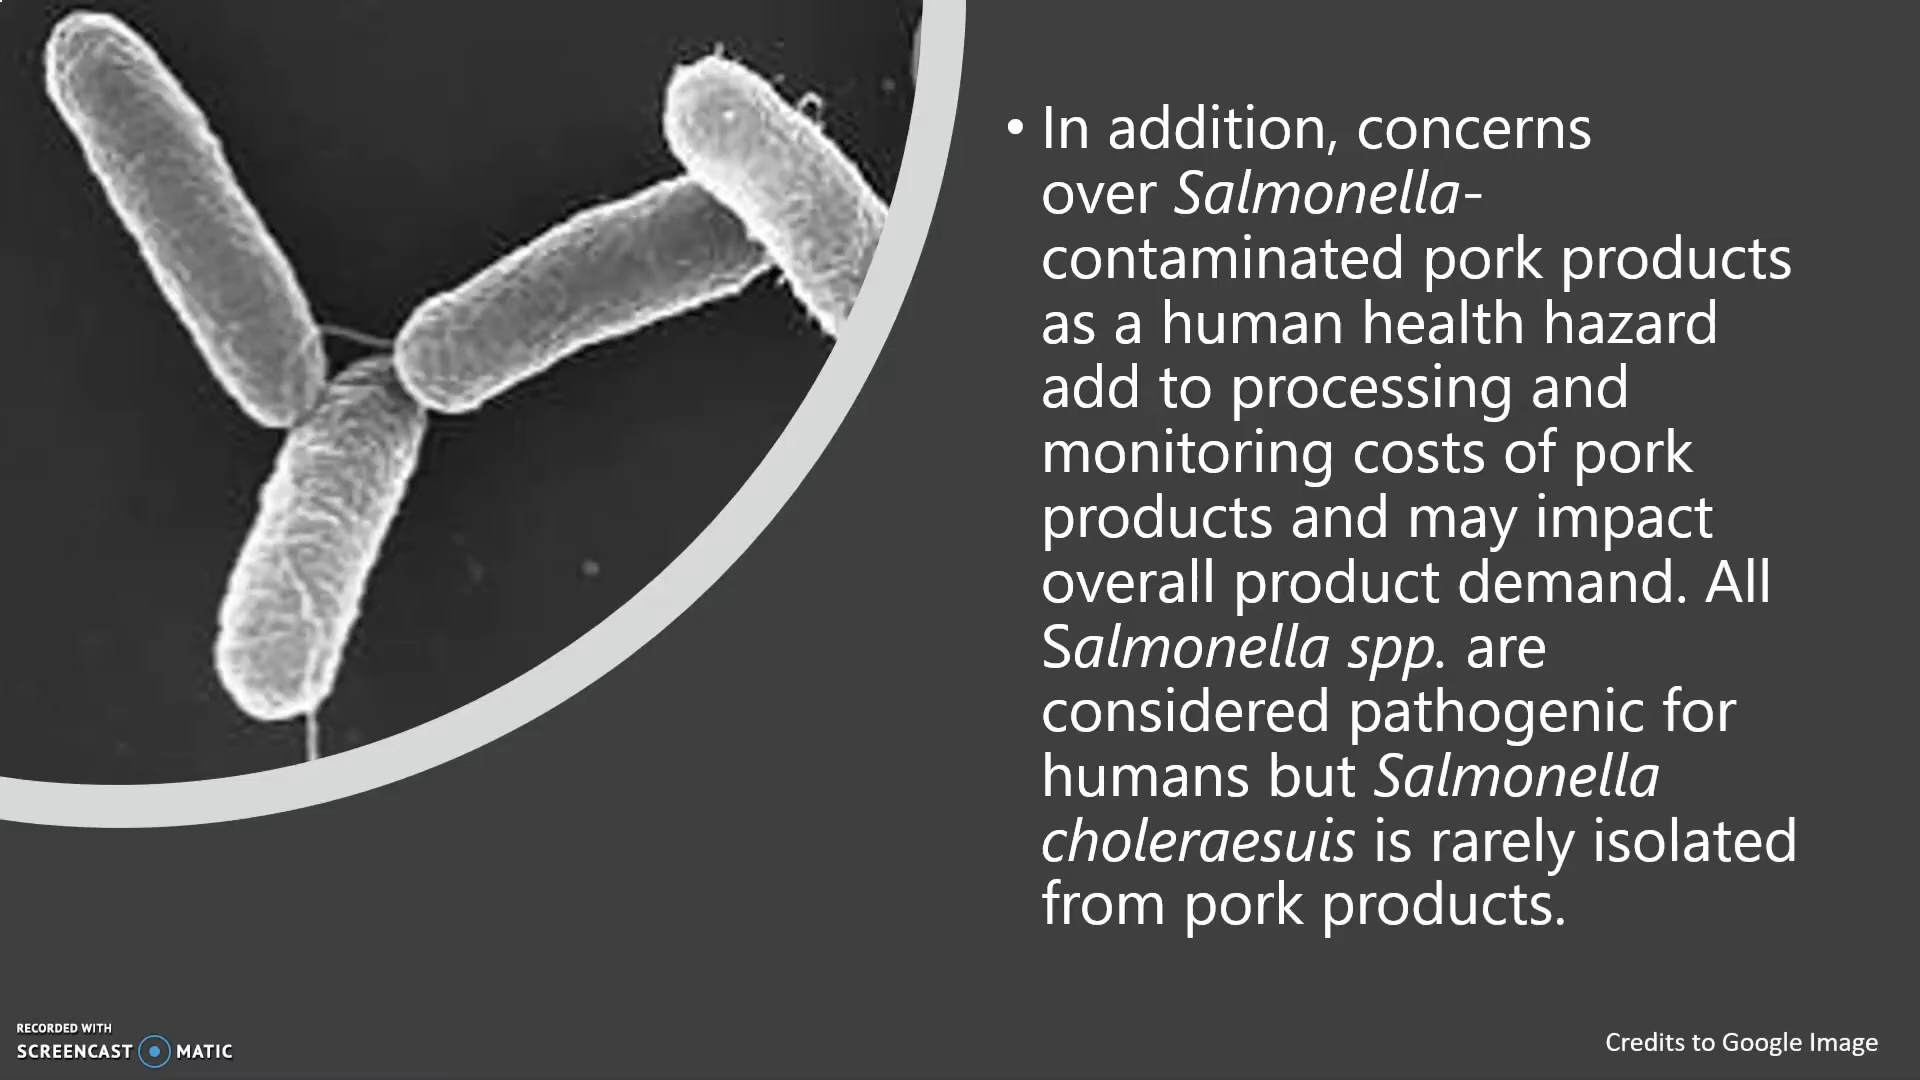 • In addition, concerns
over Salmonella-
contaminated pork products
as a human health hazard
add to processing and
monitoring costs of pork
products and may impact
overall product demand. All
Salmonella spp. are
considered pathogenic for
humans but Salmonella
choleraesuis is rarely isolated
from pork products.
RECORDED WITH
SCREENCAST MATIC
Credits to Google Image